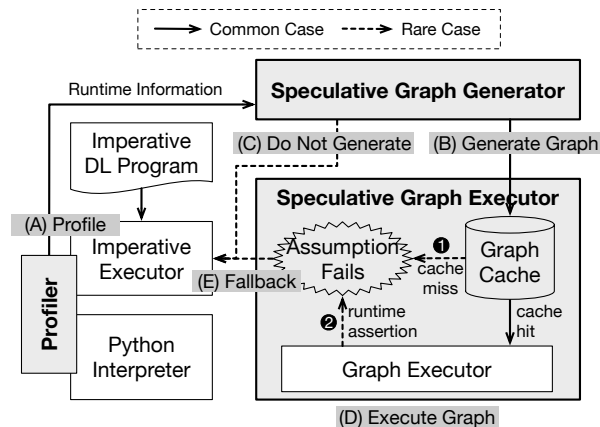 Common Case
Rare Case
Runtime Information
Speculative Graph Generator
(C) Do Not Generate
(B) Generate Graph
Imperative
DL Program
Speculative Graph Executor
(A) Profile
Imperative
Executor
Assumption
Fails
❶
cache
miss
Graph
Cache
(E) Fallback
Profiler
❷
runtime
assertion
cache
hit
Python
Interpreter
Graph Executor
(D) Execute Graph